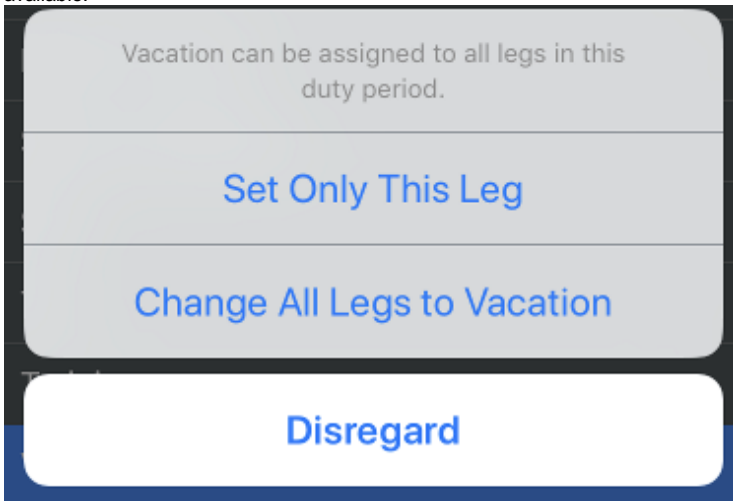 available.
Vacation can be assigned to all legs in this
duty period.
Set Only This Leg
Change All Legs to Vacation
Disregard